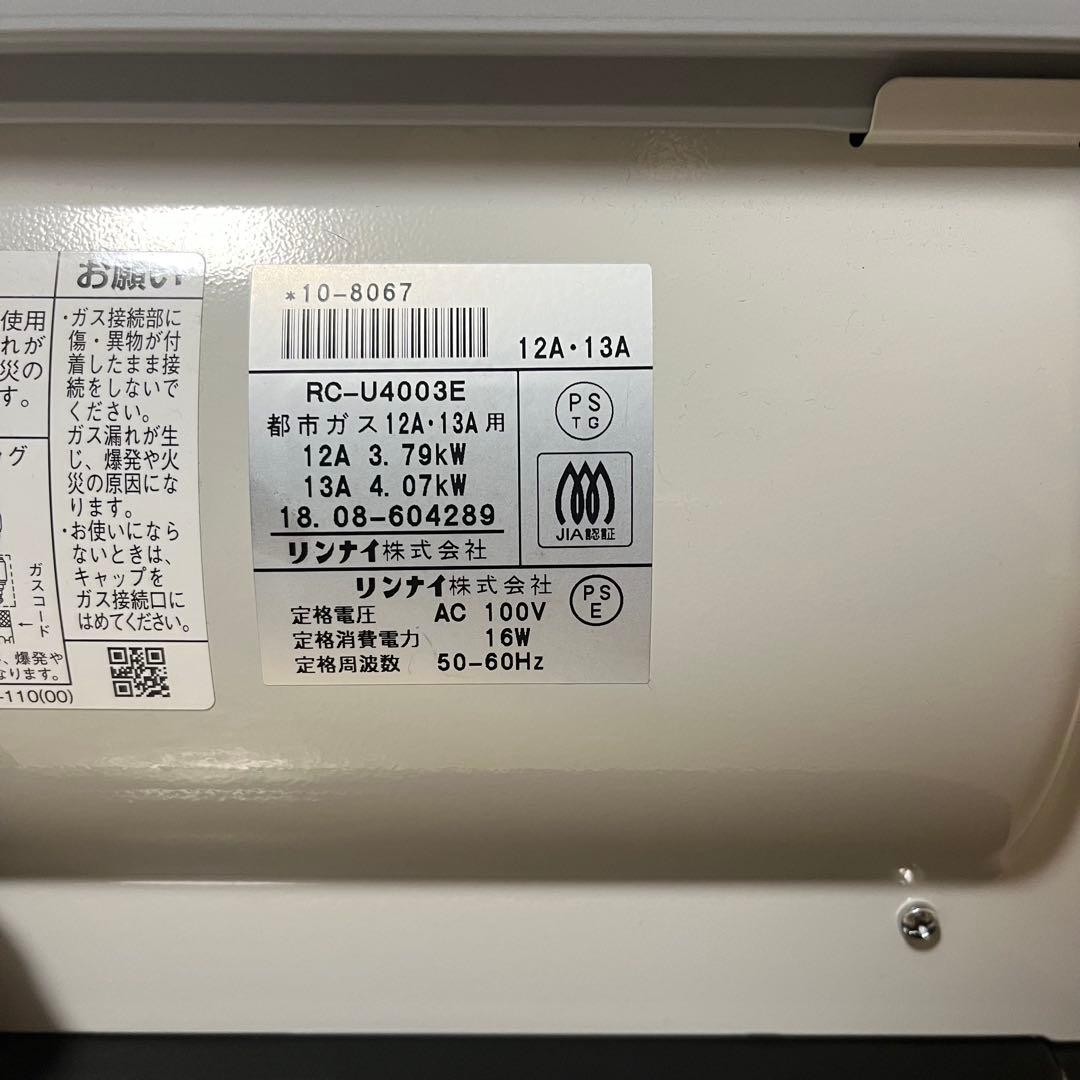 お願い
・ガス接続部に
傷・異物が付
着したまま接
続をしないで
ください。
ガス漏れが生
じ、爆発や火
災の原因にな
ります。
・お使いになら
ないときは、
キャップを
ガス接続口に
はめてください。
使用
れが
災の
す。
グ
ガスコード
、爆発や
なります。
-110(00)
*10-8067
12A・13A
RC-U4003E
都市ガス12A・13A用
12A 3.79kW
13A 4.07kW
18.08-604289
リンナイ株式会社
PS
TG
JIA認証
リンナイ株式会社
定格電圧 AC 100V
定格消費電力 16W
定格周波数 50-60Hz
PS
E